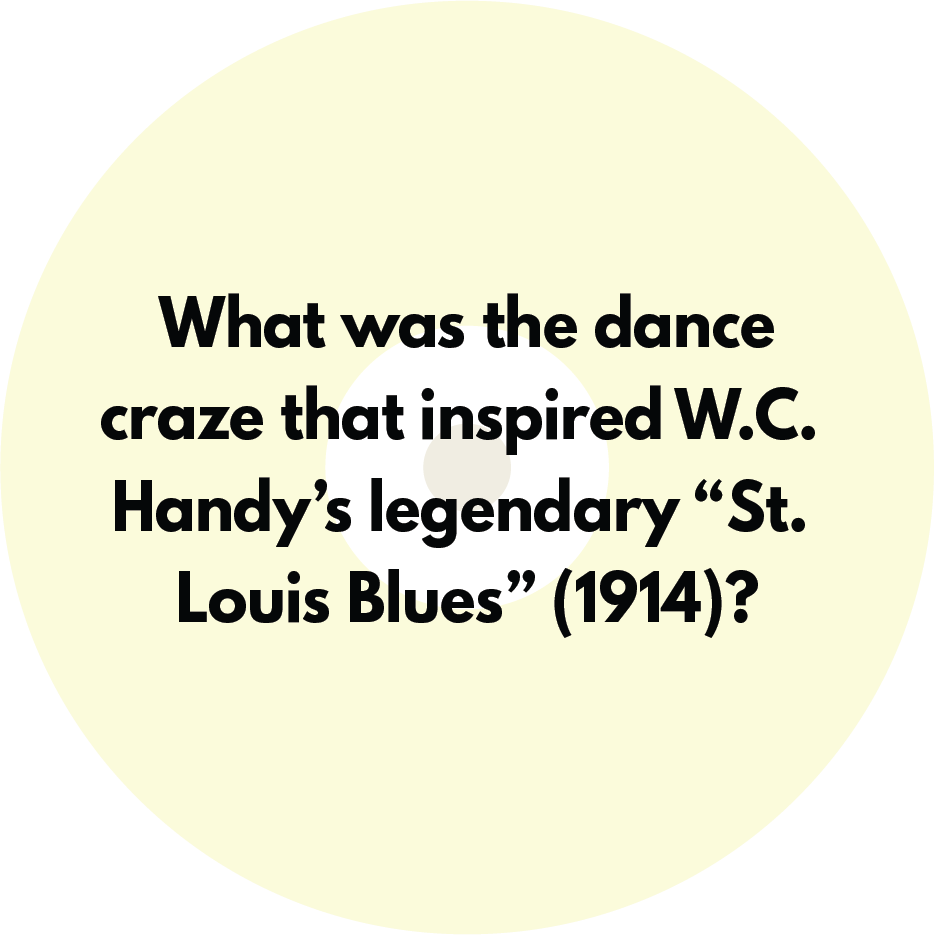 What was the dance
craze that inspired W.C.
Handy’s legendary “St.
Louis Blues” (1914)?